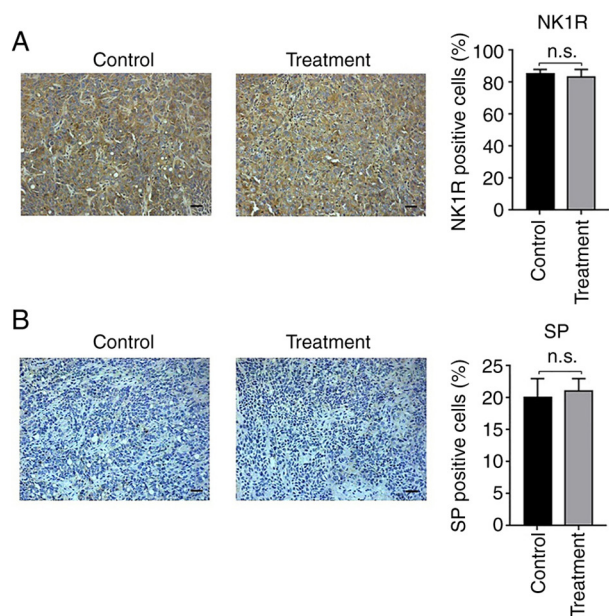 A
Control
Treatment
NK1R
n.s.
NK1R positive cells (%)
100
80
60
40
20
0
Control
Treatment
B
Control
Treatment
SP
n.s.
SP positive cells (%)
25
20
15
10
5
0
Control
Treatment